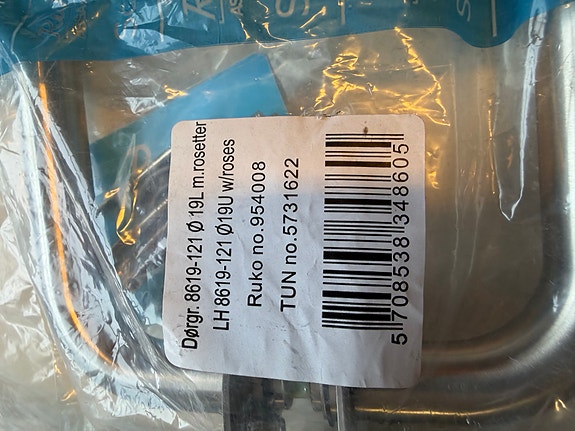 Dørgr. 8619-121 Ø 19L m.rosetter
LH 8619-121 Ø19U w/roses
Ruko no.954008
TUN no.5731622
5 708538 348605